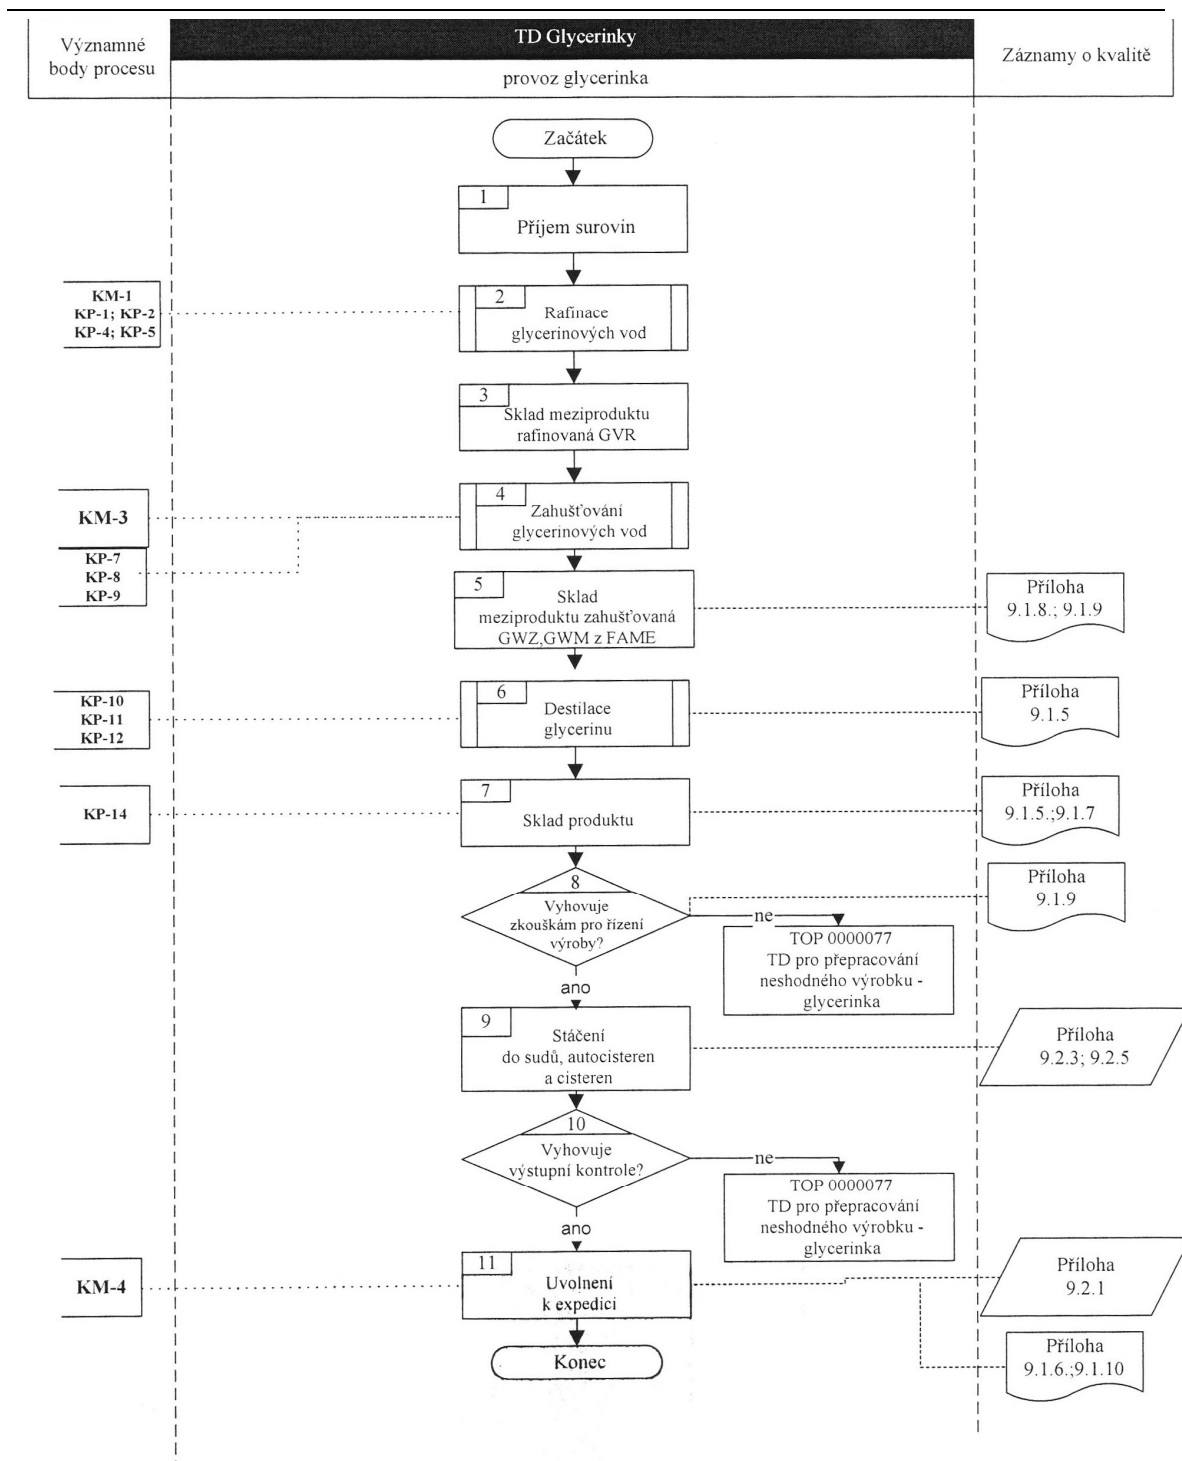 Významné
body procesu
TD Glycerinky
provoz glycerinka
Záznamy o kvalitě
Začátek
1
Příjem surovin
KM-1
KP-1; KP-2
KP-4; KP-5
2
Rafinace
glycerinových vod
3
Sklad meziproduktu
rafinovaná GVR
KM-3
KP-7
KP-8
KP-9
4
Zahušťování
glycerinových vod
5
Sklad
meziproduktu zahušťovaná
GWZ,GWM z FAME
Příloha
9.1.8.; 9.1.9
KP-10
KP-11
KP-12
6
Destilace
glycerinu
Příloha
9.1.5
KP-14
7
Sklad produktu
Příloha
9.1.5.;9.1.7
8
Vyhovuje
zkouškám pro řízení
výroby?
ne
Příloha
9.1.9
TOP 0000077
TD pro přepracování
neshodného výrobku -
glycerinka
ano
9
Stáčení
do sudů, autocisteren
a cisteren
Příloha
9.2.3; 9.2.5
10
Vyhovuje
výstupní kontrole?
ne
TOP 0000077
TD pro přepracování
neshodného výrobku -
glycerinka
ano
KM-4
11
Uvolnení
k expedici
Příloha
9.2.1
Konec
Příloha
9.1.6.;9.1.10